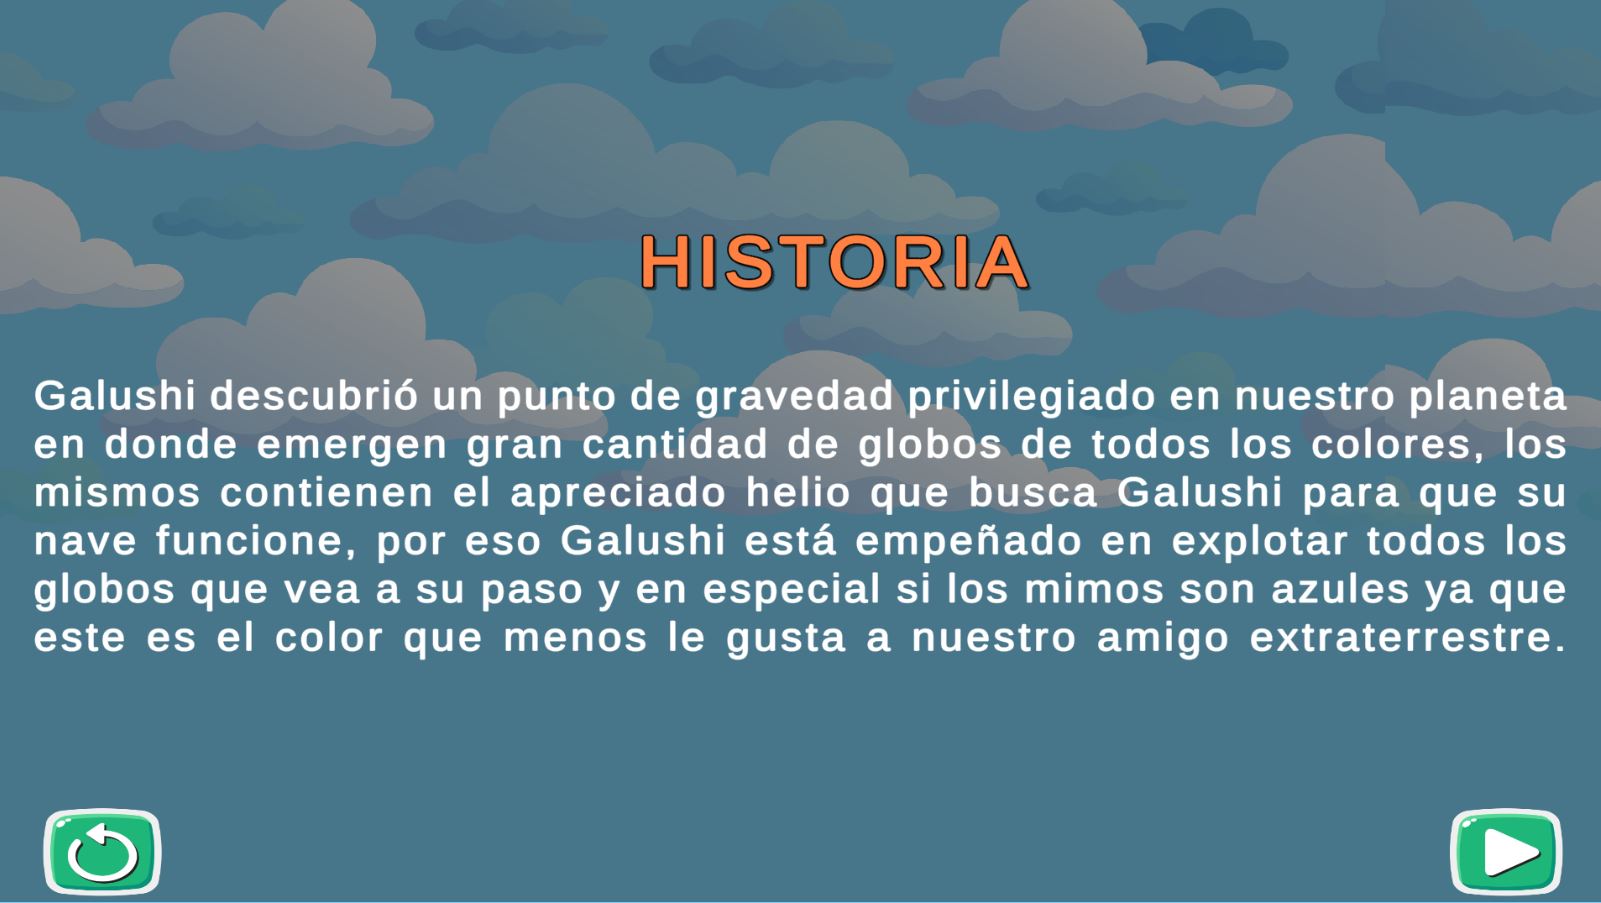 HISTORIA
Galushi descubrió un punto de gravedad privilegiado en nuestro planeta
en donde emergen gran cantidad de globos de todos los colores, los
mismos contienen el apreciado helio que busca Galushi para que su
nave funcione, por eso Galushi está empeñado en explotar todos los
globos que vea a su paso y en especial si los mimos son azules ya que
este es el color que menos le gusta a nuestro amigo extraterrestre.